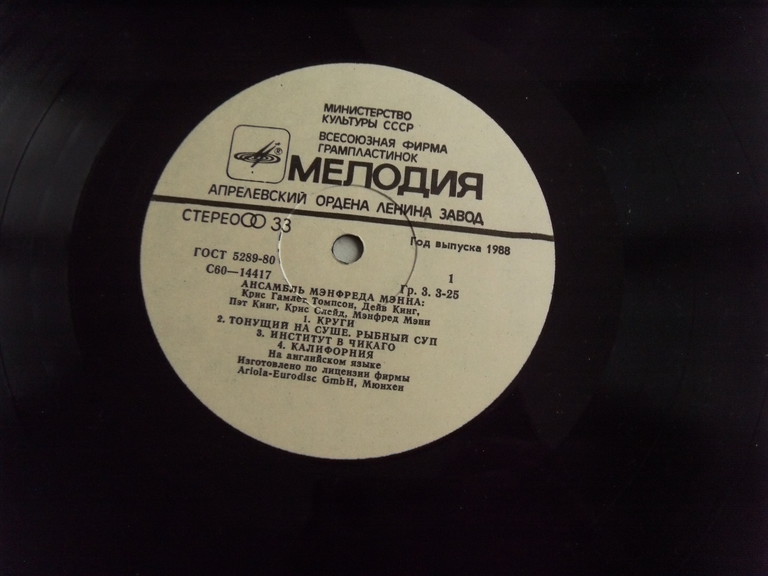 МИНИСТЕРСТВО
КУЛЬТУРЫ СССР
ВСЕСОЮЗНАЯ ФИРМА
ГРАМПЛАСТИНОК
МЕЛОДИЯ
АПРЕЛЕВСКИЙ ОРДЕНА ЛЕНИНА ЗАВОД
СТЕРЕО 33
Год выпуска 1988
ГОСТ 5289-80
1
С60—14417
Гр. 3. 3-25
АНСАМБЛЬ МЭНФРЕДА МЭННА:
Крис Гамлет Томпсон, Дейв Кинг,
Пэт Кинг, Крис Слейд, Мэнфред Мэнн
1. КРУГИ
2. ТОНУЩИЙ НА СУШЕ. РЫБНЫЙ СУП
3. ИНСТИТУТ В ЧИКАГО
4. КАЛИФОРНИЯ
На английском языке
Изготовлено по лицензии фирмы
Ariola-Eurodisc GmbH, Мюнхен